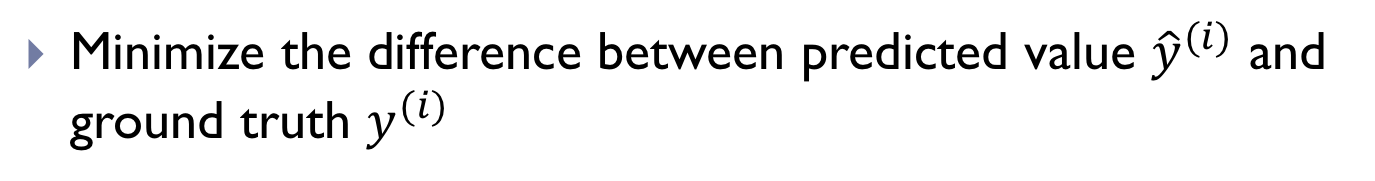 Minimize the difference between predicted value ŷ⁽ⁱ⁾ and
ground truth y⁽ⁱ⁾